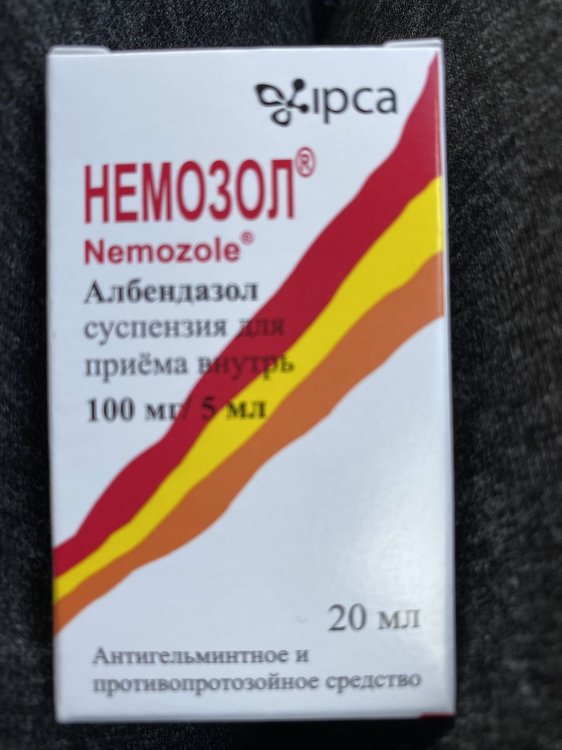 ipca
НЕМОЗОЛ®
Nemozole®
Албендазол
суспензия для
приёма внутрь
100 мг/ 5 мл
20 мл
Антигельминтное и
противопротозойное средство